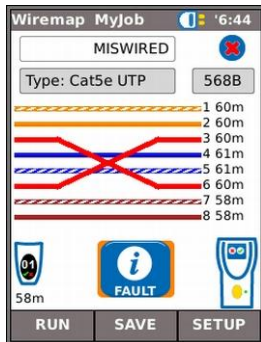 Wiremap MyJob '6:44
MISWIRED
Type: Cat5e UTP 568B
1 60m
2 60m
3 60m
4 61m
5 61m
6 60m
7 58m
8 58m
01
58m
i
FAULT
RUN SAVE SETUP